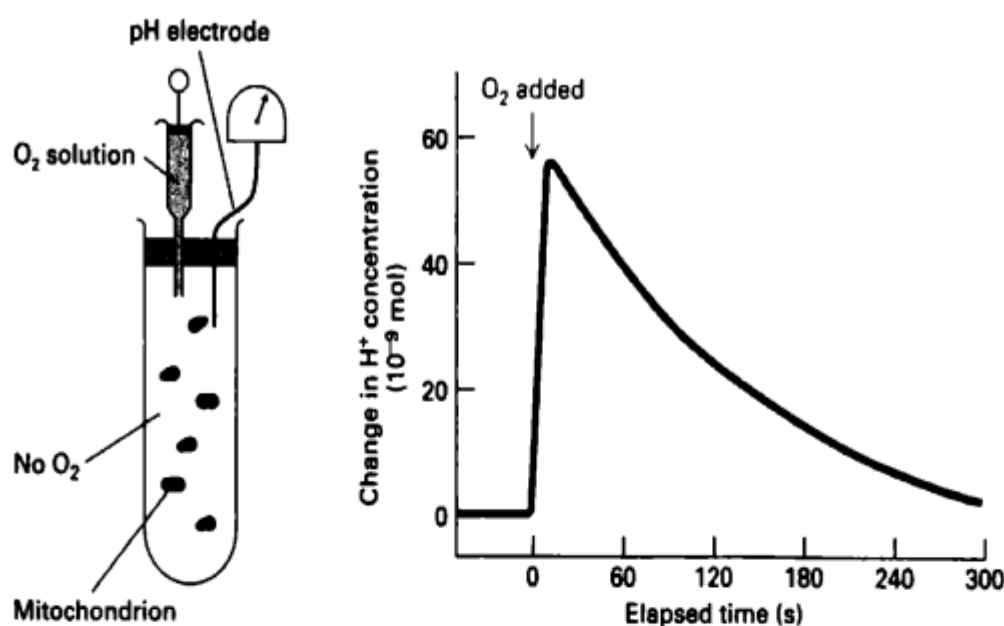 pH electrode
O₂ solution
No O₂
Mitochondrion
O₂ added
Change in H⁺ concentration
(10⁻⁹ mol)
60
40
20
0
0 60 120 180 240 300
Elapsed time (s)